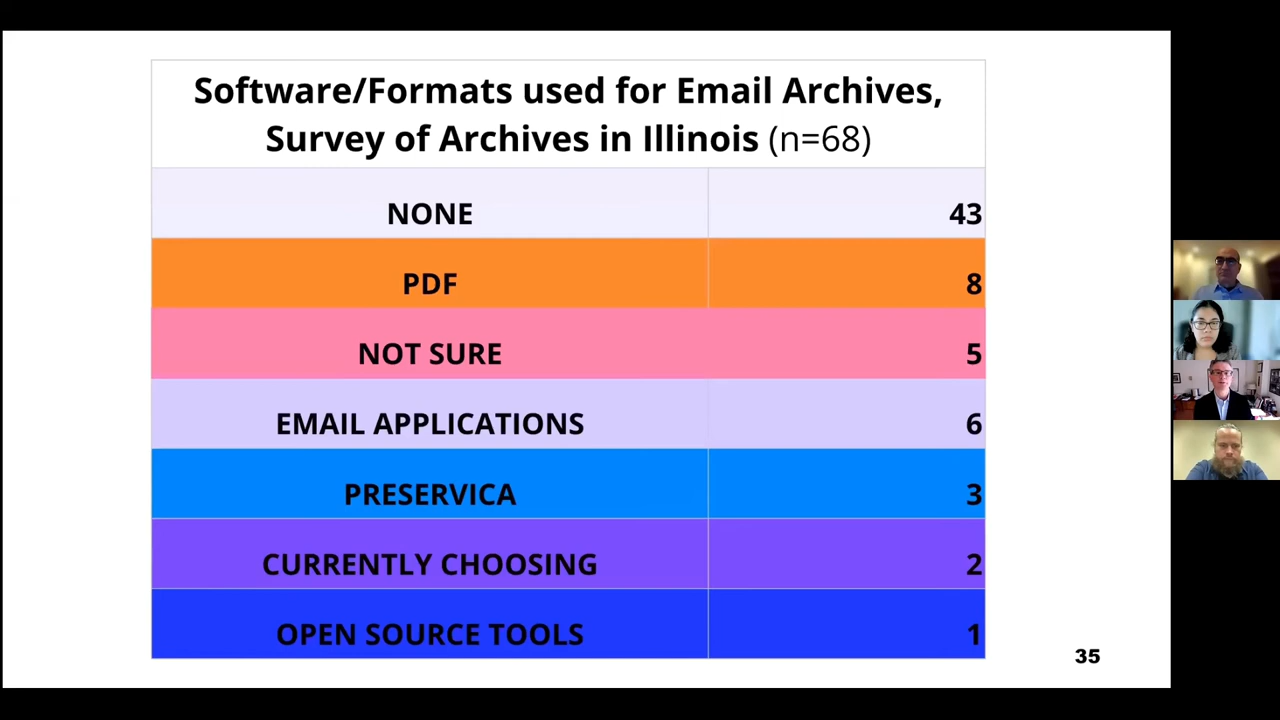 Software/Formats used for Email Archives,
Survey of Archives in Illinois (n=68)
NONE 43
PDF 8
NOT SURE 5
EMAIL APPLICATIONS 6
PRESERVICA 3
CURRENTLY CHOOSING 2
OPEN SOURCE TOOLS 1
35